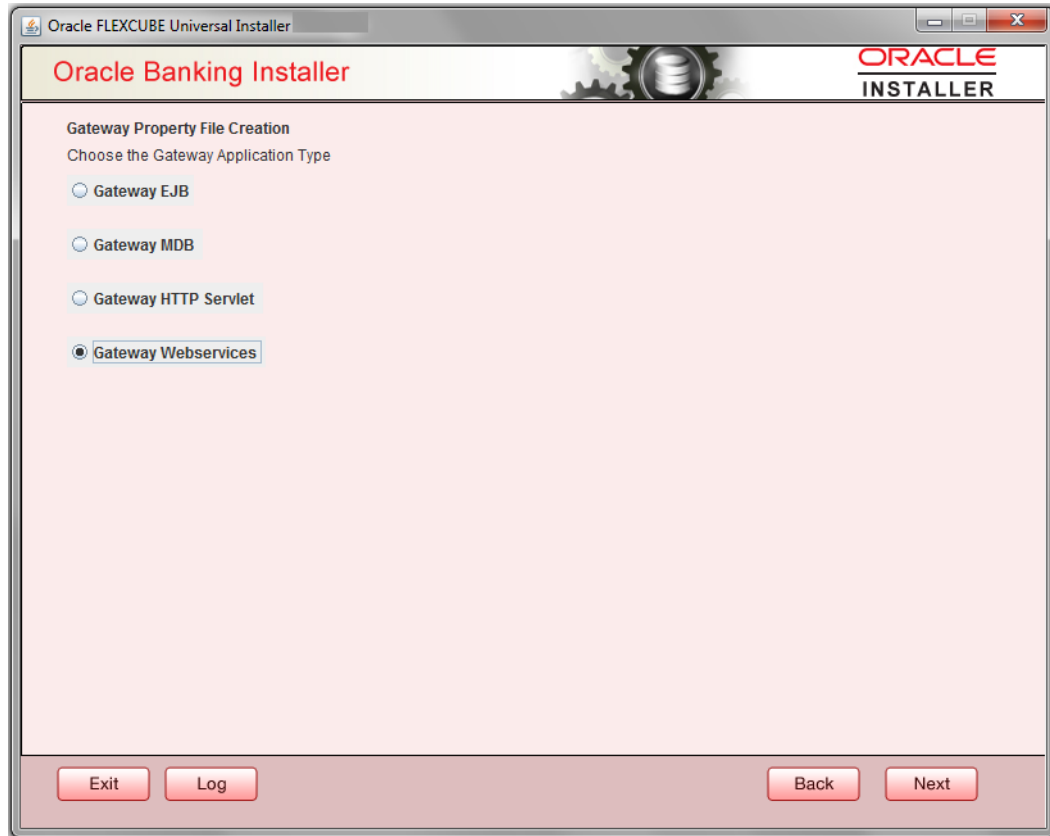 Oracle FLEXCUBE Universal Installer
Oracle Banking Installer
ORACLE
INSTALLER
Gateway Property File Creation
Choose the Gateway Application Type
Gateway EJB
Gateway MDB
Gateway HTTP Servlet
Gateway Webservices
Exit
Log
Back
Next